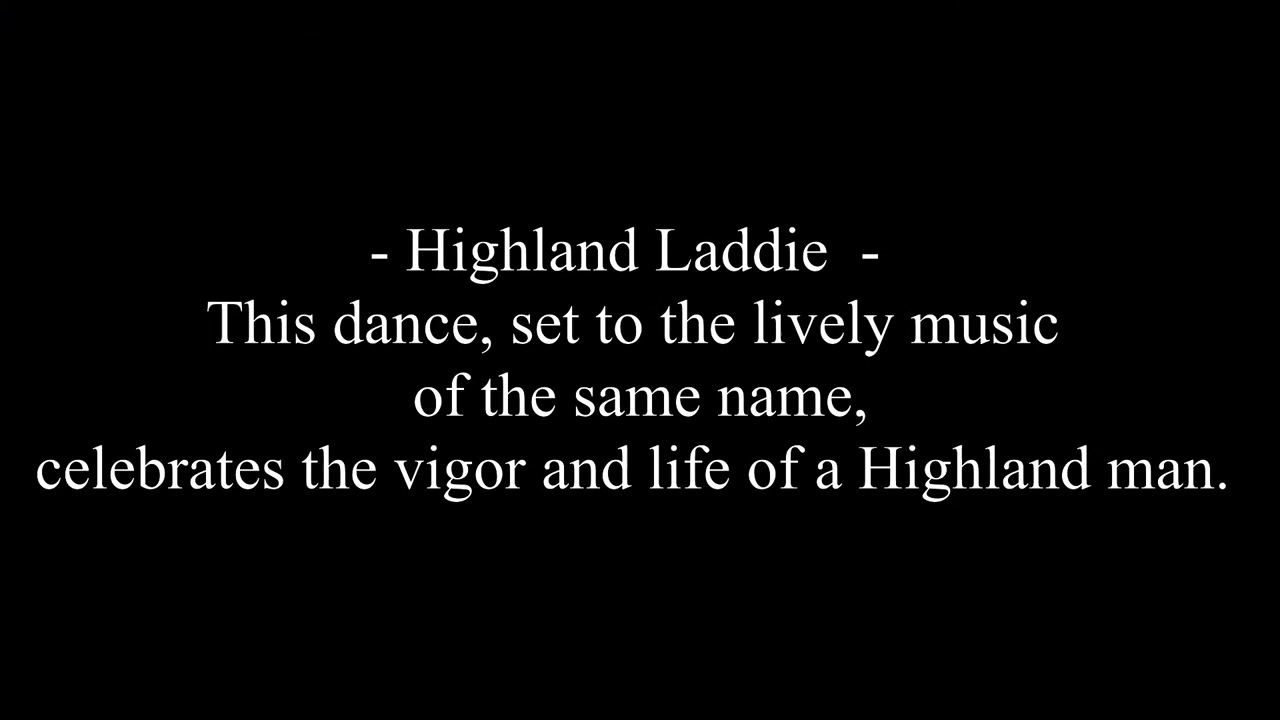 - Highland Laddie  -
This dance, set to the lively music
of the same name,
celebrates the vigor and life of a Highland man.